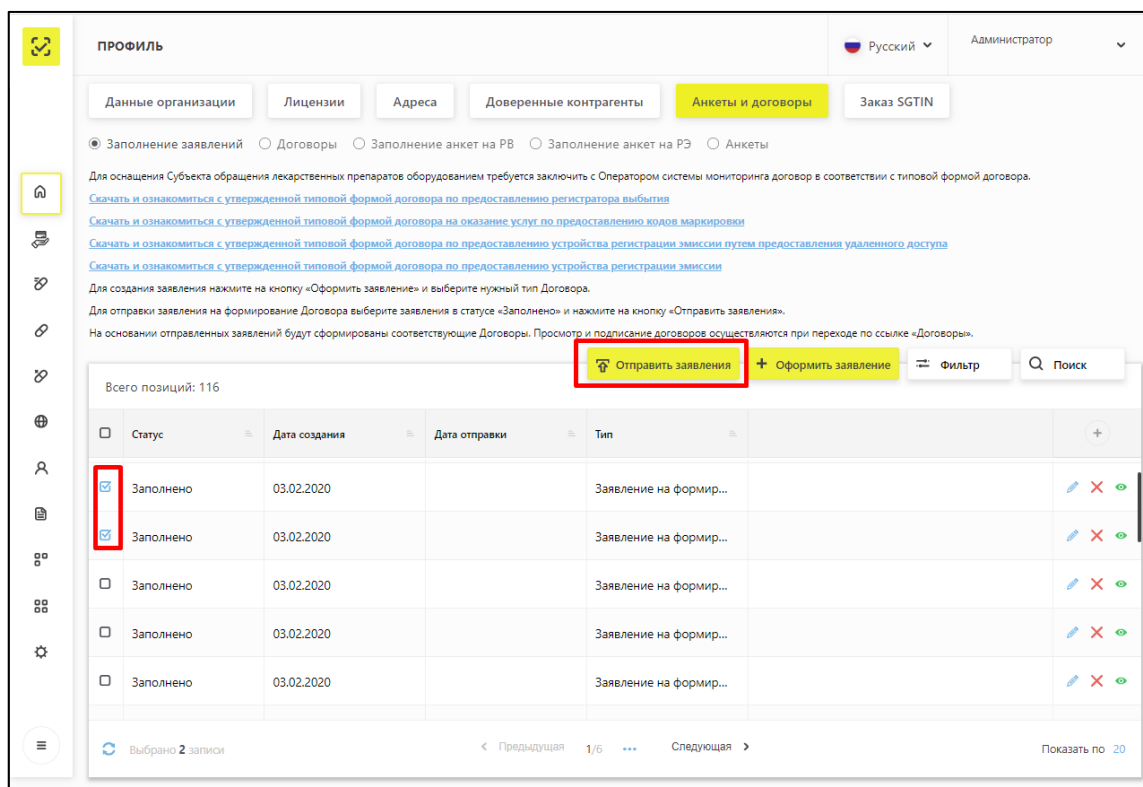 ПРОФИЛЬ
Русский
Администратор
Данные организации
Лицензии
Адреса
Доверенные контрагенты
Анкеты и договоры
Заказ SGTIN
Заполнение заявлений
Договоры
Заполнение анкет на РВ
Заполнение анкет на РЭ
Анкеты
Для оснащения Субъекта обращения лекарственных препаратов оборудованием требуется заключить с Оператором системы мониторинга договор в соответствии с типовой формой договора.
Скачать и ознакомиться с утвержденной типовой формой договора по предоставлению регистратора выбытия
Скачать и ознакомиться с утвержденной типовой формой договора на оказание услуг по предоставлению кодов маркировки
Скачать и ознакомиться с утвержденной типовой формой договора по предоставлению устройства регистрации эмиссии путем предоставления удаленного доступа
Скачать и ознакомиться с утвержденной типовой формой договора по предоставлению устройства регистрации эмиссии
Для создания заявления нажмите на кнопку «Оформить заявление» и выберите нужный тип Договора.
Для отправки заявления на формирование Договора выберите заявления в статусе «Заполнено» и нажмите на кнопку «Отправить заявления».
На основании отправленных заявлений будут сформированы соответствующие Договоры. Просмотр и подписание договоров осуществляются при переходе по ссылке «Договоры».
Отправить заявления
+ Оформить заявление
Фильтр
Поиск
Всего позиций: 116
Статус
Дата создания
Дата отправки
Тип
Заполнено 03.02.2020 Заявление на формир...
Заполнено 03.02.2020 Заявление на формир...
Заполнено 03.02.2020 Заявление на формир...
Заполнено 03.02.2020 Заявление на формир...
Заполнено 03.02.2020 Заявление на формир...
Выбрано 2 записи
Предыдущая 1/6 ••• Следующая
Показать по 20